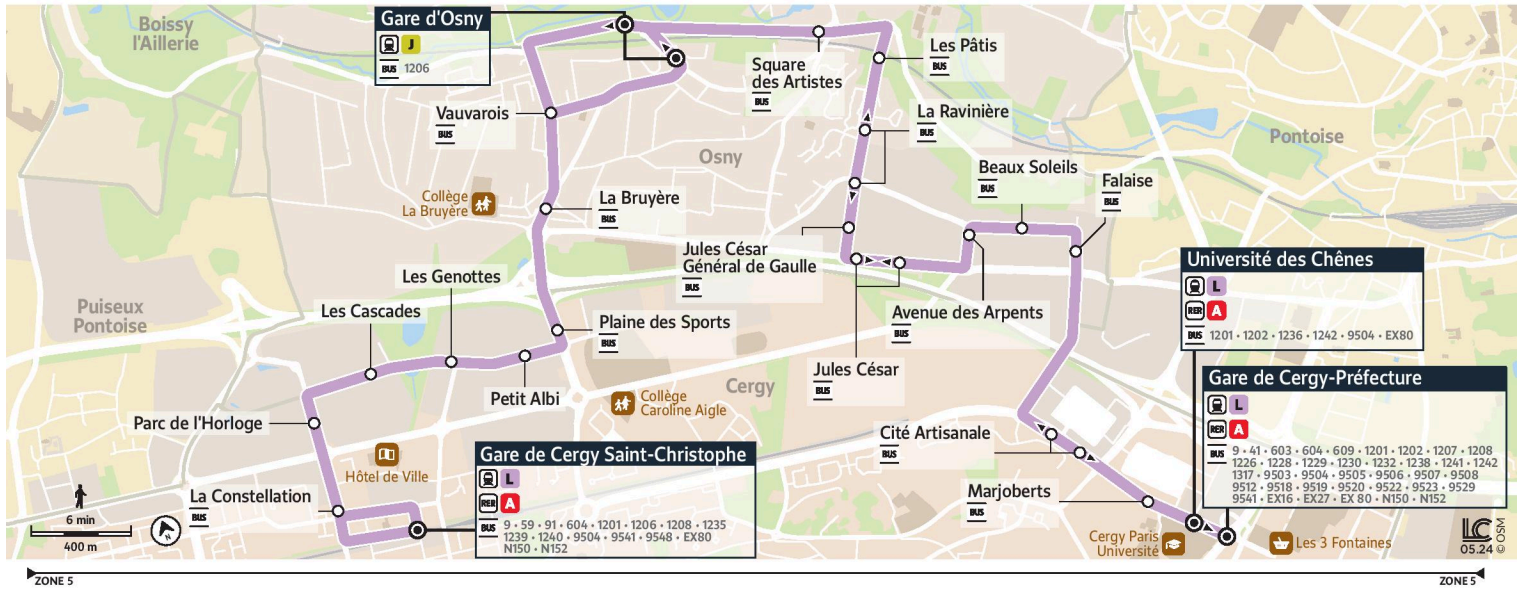 Boissy
l'Aillerie
Gare d'Osny
J
BUS 1206
Square
des Artistes
BUS
Les Pâtis
BUS
Vauvarois
BUS
La Ravinière
BUS
Osny
Pontoise
Beaux Soleils
BUS
Falaise
BUS
Collège
La Bruyère
La Bruyère
BUS
Jules César
Général de Gaulle
BUS
Université des Chênes
L
RER A
BUS 1201 • 1202 • 1236 • 1242 • 9504 • EX80
Les Genottes
Puiseux
Pontoise
Les Cascades
Plaine des Sports
BUS
Avenue des Arpents
BUS
Jules César
BUS
Gare de Cergy-Préfecture
L
RER A
BUS 9 • 41 • 603 • 604 • 609 • 1201 • 1202 • 1207 • 1208
1226 • 1228 • 1229 • 1230 • 1232 • 1238 • 1241 • 1242
1317 • 9503 • 9504 • 9505 • 9506 • 9507 • 9508
9512 • 9518 • 9519 • 9520 • 9522 • 9523 • 9529
9541 • EX16 • EX27 • EX 80 • N150 • N152
Petit Albi
Cergy
Collège
Caroline Aigle
Parc de l'Horloge
Cité Artisanale
BUS
Gare de Cergy Saint-Christophe
L
RER A
BUS 9 • 59 • 91 • 604 • 1201 • 1206 • 1208 • 1235
1239 • 1240 • 9504 • 9541 • 9548 • EX80
N150 • N152
Hôtel de Ville
La Constellation
BUS
Marjoberts
BUS
6 min
400 m
N
Cergy Paris
Université
Les 3 Fontaines
LC
05.24 © OSM
ZONE 5
ZONE 5